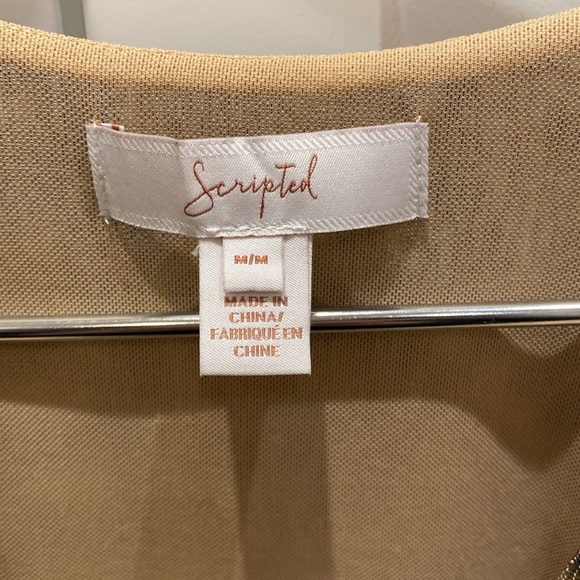 Scripted
M/M
MADE IN
CHINA/
FABRIQUÉ EN
CHINE